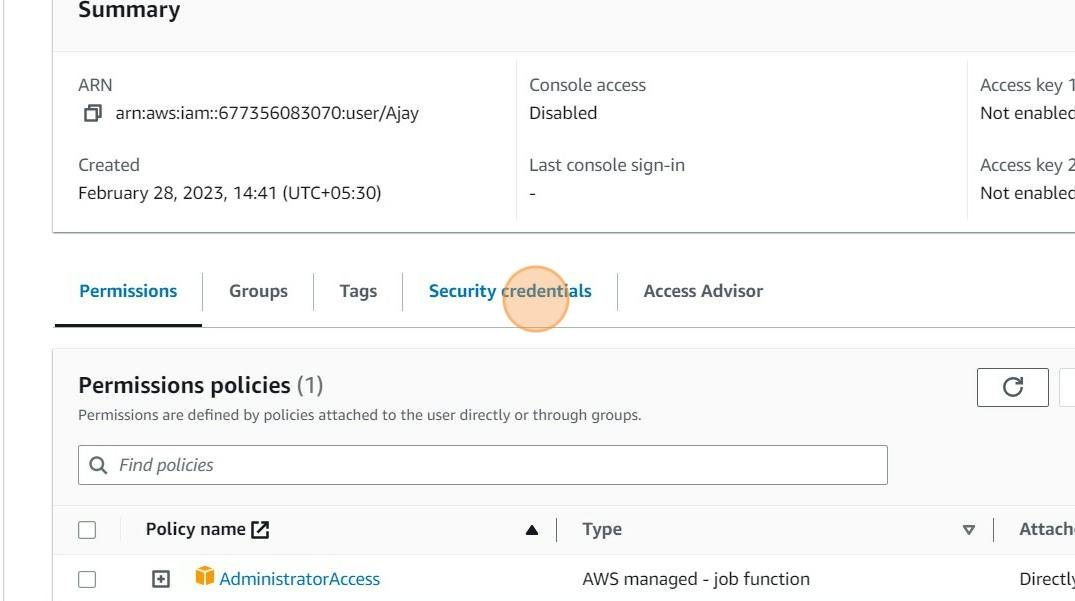 Summary
ARN
arn:aws:iam::677356083070:user/Ajay
Created
February 28, 2023, 14:41 (UTC+05:30)
Console access
Disabled
Last console sign-in
-
Access key 1
Not enabled
Access key 2
Not enabled
Permissions Groups Tags Security credentials Access Advisor
Permissions policies (1)
Permissions are defined by policies attached to the user directly or through groups.
Find policies
Policy name Type Attach
AdministratorAccess AWS managed - job function Directly